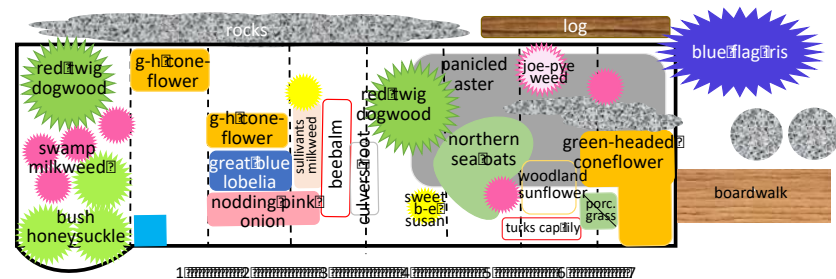 rocks
log
blue flag iris
red twig
dogwood
g-h cone-
flower
panicled
aster
joe-pye
weed
red twig
dogwood
g-h cone-
flower
sullivants
milkweed
beebalm
culvers root
northern
sea oats
green-headed
coneflower
swamp
milkweed
great blue
lobelia
woodland
sunflower
boardwalk
nodding pink
onion
sweet
b-e
susan
porc.
grass
bush
honeysuckle
turks cap lily
1 2 3 4 5 6 7